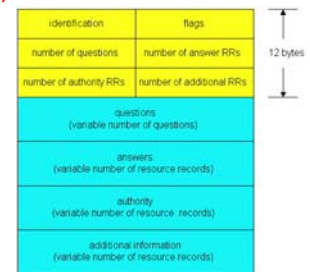 identification flags
number of questions number of answer RRs 12 bytes
number of authority RRs number of additional RRs
questions
(variable number of questions)
answers
(variable number of resource records)
authority
(variable number of resource records)
additional information
(variable number of resource records)